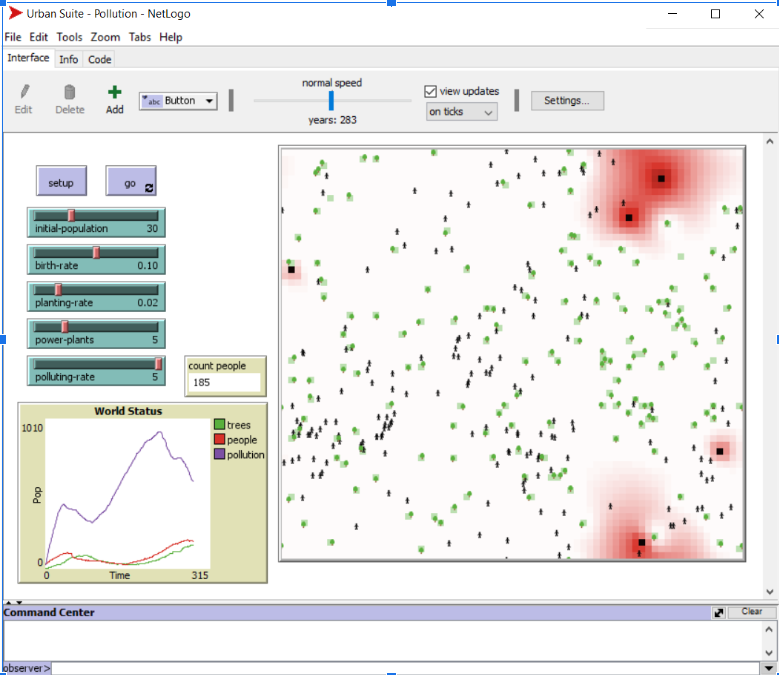 Urban Suite - Pollution - NetLogo
File Edit Tools Zoom Tabs Help
Interface Info Code
Edit Delete Add abc Button normal speed years: 283 view updates on ticks Settings...
setup go
initial-population 30
birth-rate 0.10
planting-rate 0.02
power-plants 5
polluting-rate 5
count people
185
World Status
1010
Pop
0
0 Time 315
trees
people
pollution
Command Center Clear
observer>